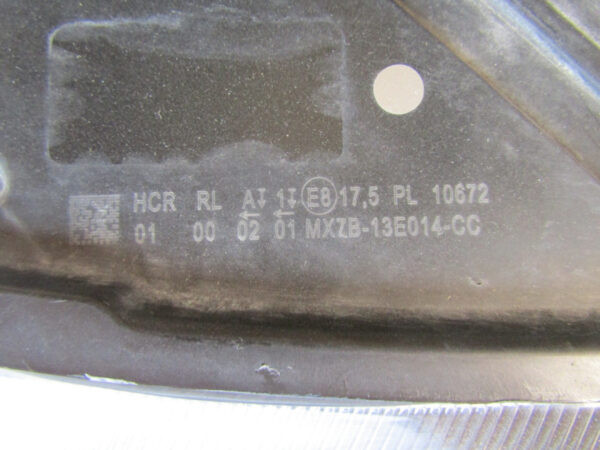 HCR RL A↧ 1↧ E8 17,5 PL 10672
01 00 ←02 ←01 MXZB-13E014-CC